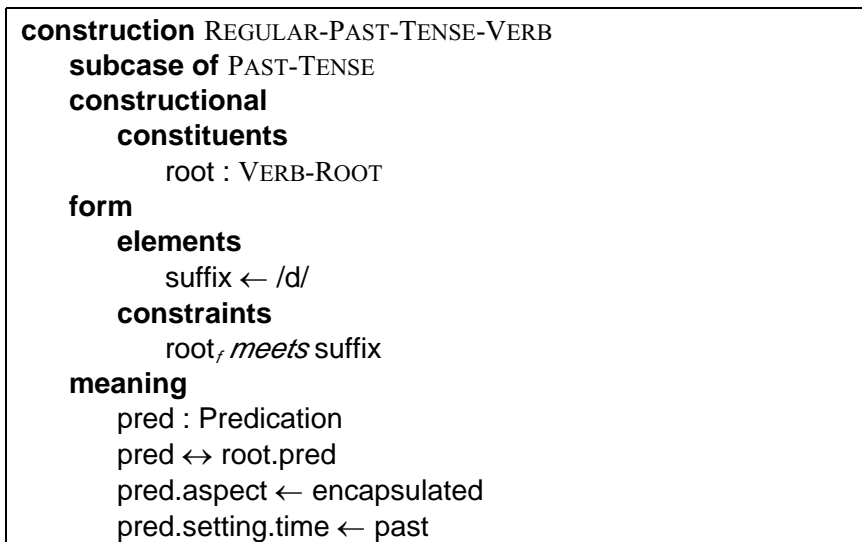 construction REGULAR-PAST-TENSE-VERB
subcase of PAST-TENSE
constructional
constituents
root : VERB-ROOT
form
elements
suffix ← /d/
constraints
root_f meets suffix
meaning
pred : Predication
pred ↔ root.pred
pred.aspect ← encapsulated
pred.setting.time ← past